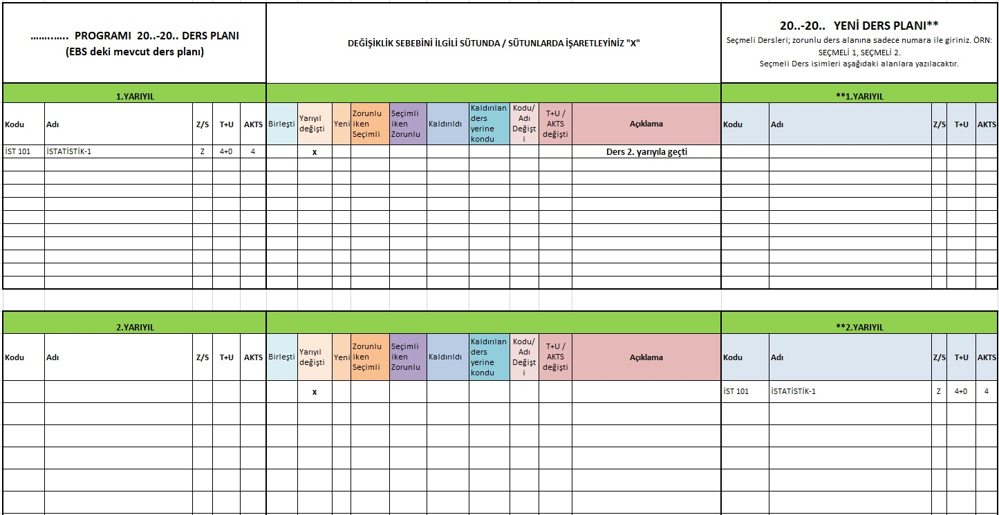 ……..….. PROGRAMI 20..-20.. DERS PLANI
(EBS deki mevcut ders planı)
DEĞİŞİKLİK SEBEBİNİ İLGİLİ SÜTUNDA / SÜTUNLARDA İŞARETLEYİNİZ "X"
20..-20.. YENİ DERS PLANI**
Seçmeli Dersleri; zorunlu ders alanına sadece numara ile giriniz. ÖRN:
SEÇMELİ 1, SEÇMELİ 2.
Seçmeli Ders isimleri aşağıdaki alanlara yazılacaktır.
1.YARIYIL
**1.YARIYIL
Kodu
Adı
Z/S
T+U
AKTS
Birleşti
Yarıyıl
değişti
Yeni
Zorunlu
iken
Seçimli
Seçimli
iken
Zorunlu
Kaldırıldı
Kaldırılan
ders
yerine
kondu
Kodu/
Adı
Değişt
i
T+U /
AKTS
değişti
Açıklama
Kodu
Adı
Z/S
T+U
AKTS
İST 101
İSTATİSTİK-1
Z
4+0
4
x
Ders 2. yarıyıla geçti
2.YARIYIL
**2.YARIYIL
Kodu
Adı
Z/S
T+U
AKTS
Birleşti
Yarıyıl
değişti
Yeni
Zorunlu
iken
Seçimli
Seçimli
iken
Zorunlu
Kaldırıldı
Kaldırılan
ders
yerine
kondu
Kodu/
Adı
Değişt
i
T+U /
AKTS
değişti
Açıklama
Kodu
Adı
Z/S
T+U
AKTS
x
İST 101
İSTATİSTİK-1
Z
4+0
4